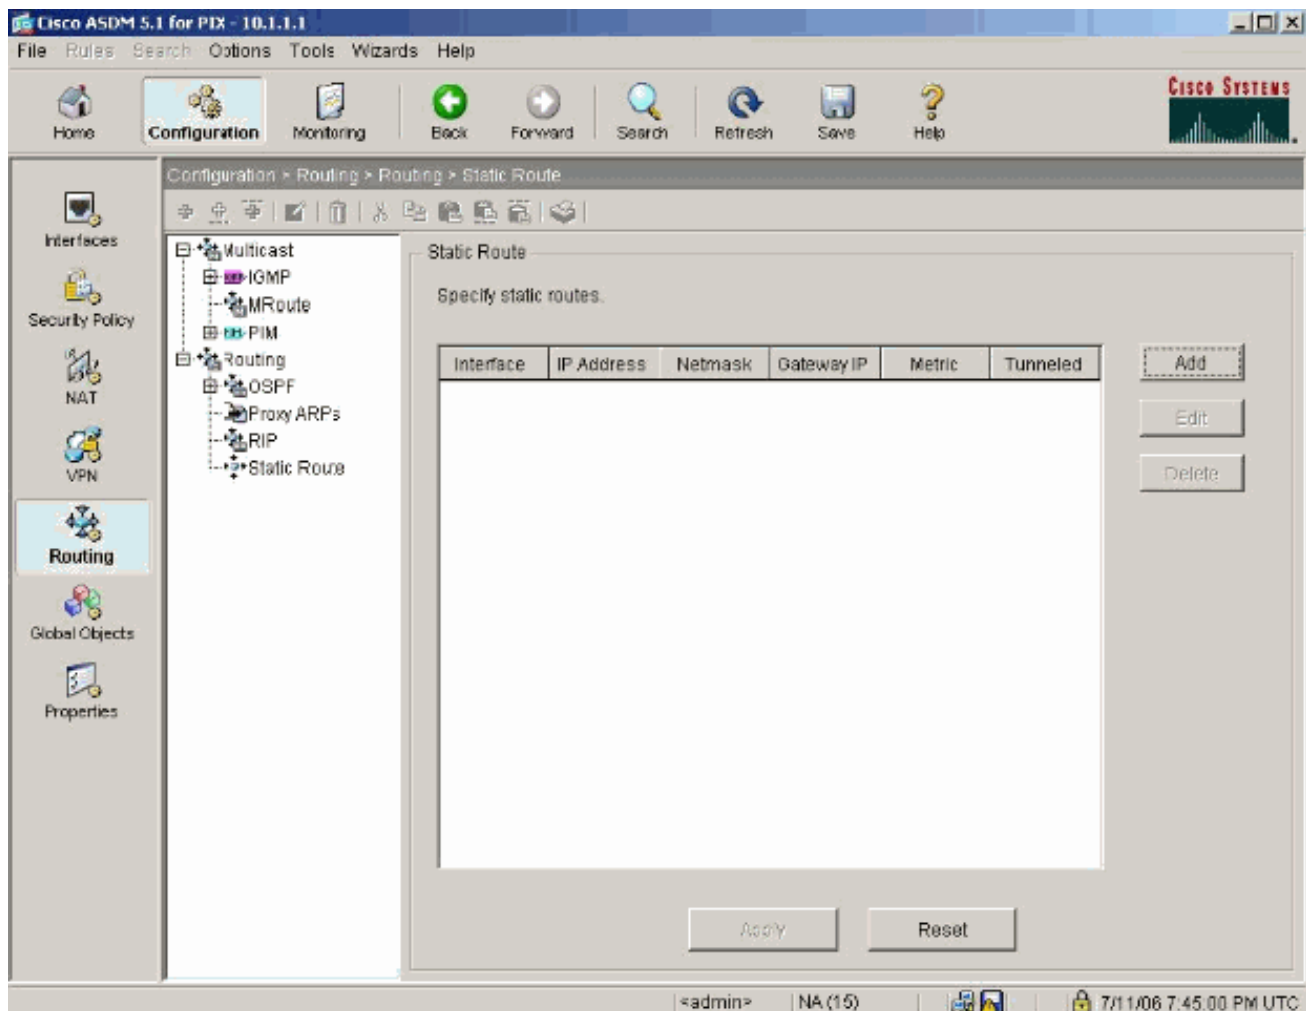 Cisco ASDM 5.1 for PIX - 10.1.1.1
File Rules Search Options Tools Wizards Help
Home Configuration Monitoring Back Forward Search Refresh Save Help
CISCO SYSTEMS
Configuration > Routing > Routing > Static Route
Interfaces
Security Policy
NAT
VPN
Routing
Global Objects
Properties
Multicast
IGMP
MRoute
PIM
Routing
OSPF
Proxy ARPs
RIP
Static Route
Static Route
Specify static routes.
Interface IP Address Netmask Gateway IP Metric Tunneled
Add
Edit
Delete
Apply Reset
<admin> NA (15) 7/11/06 7:45:00 PM UTC